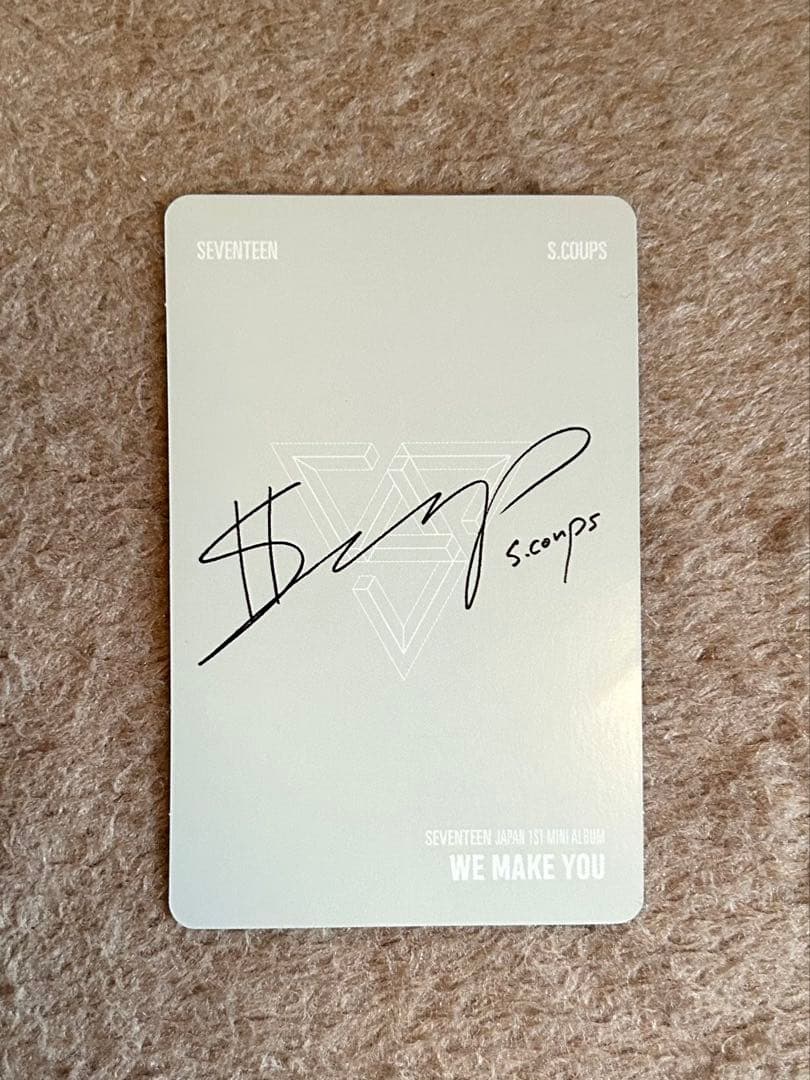 SEVENTEEN
S.COUPS
s.coups
SEVENTEEN JAPAN 1ST MINI ALBUM
WE MAKE YOU